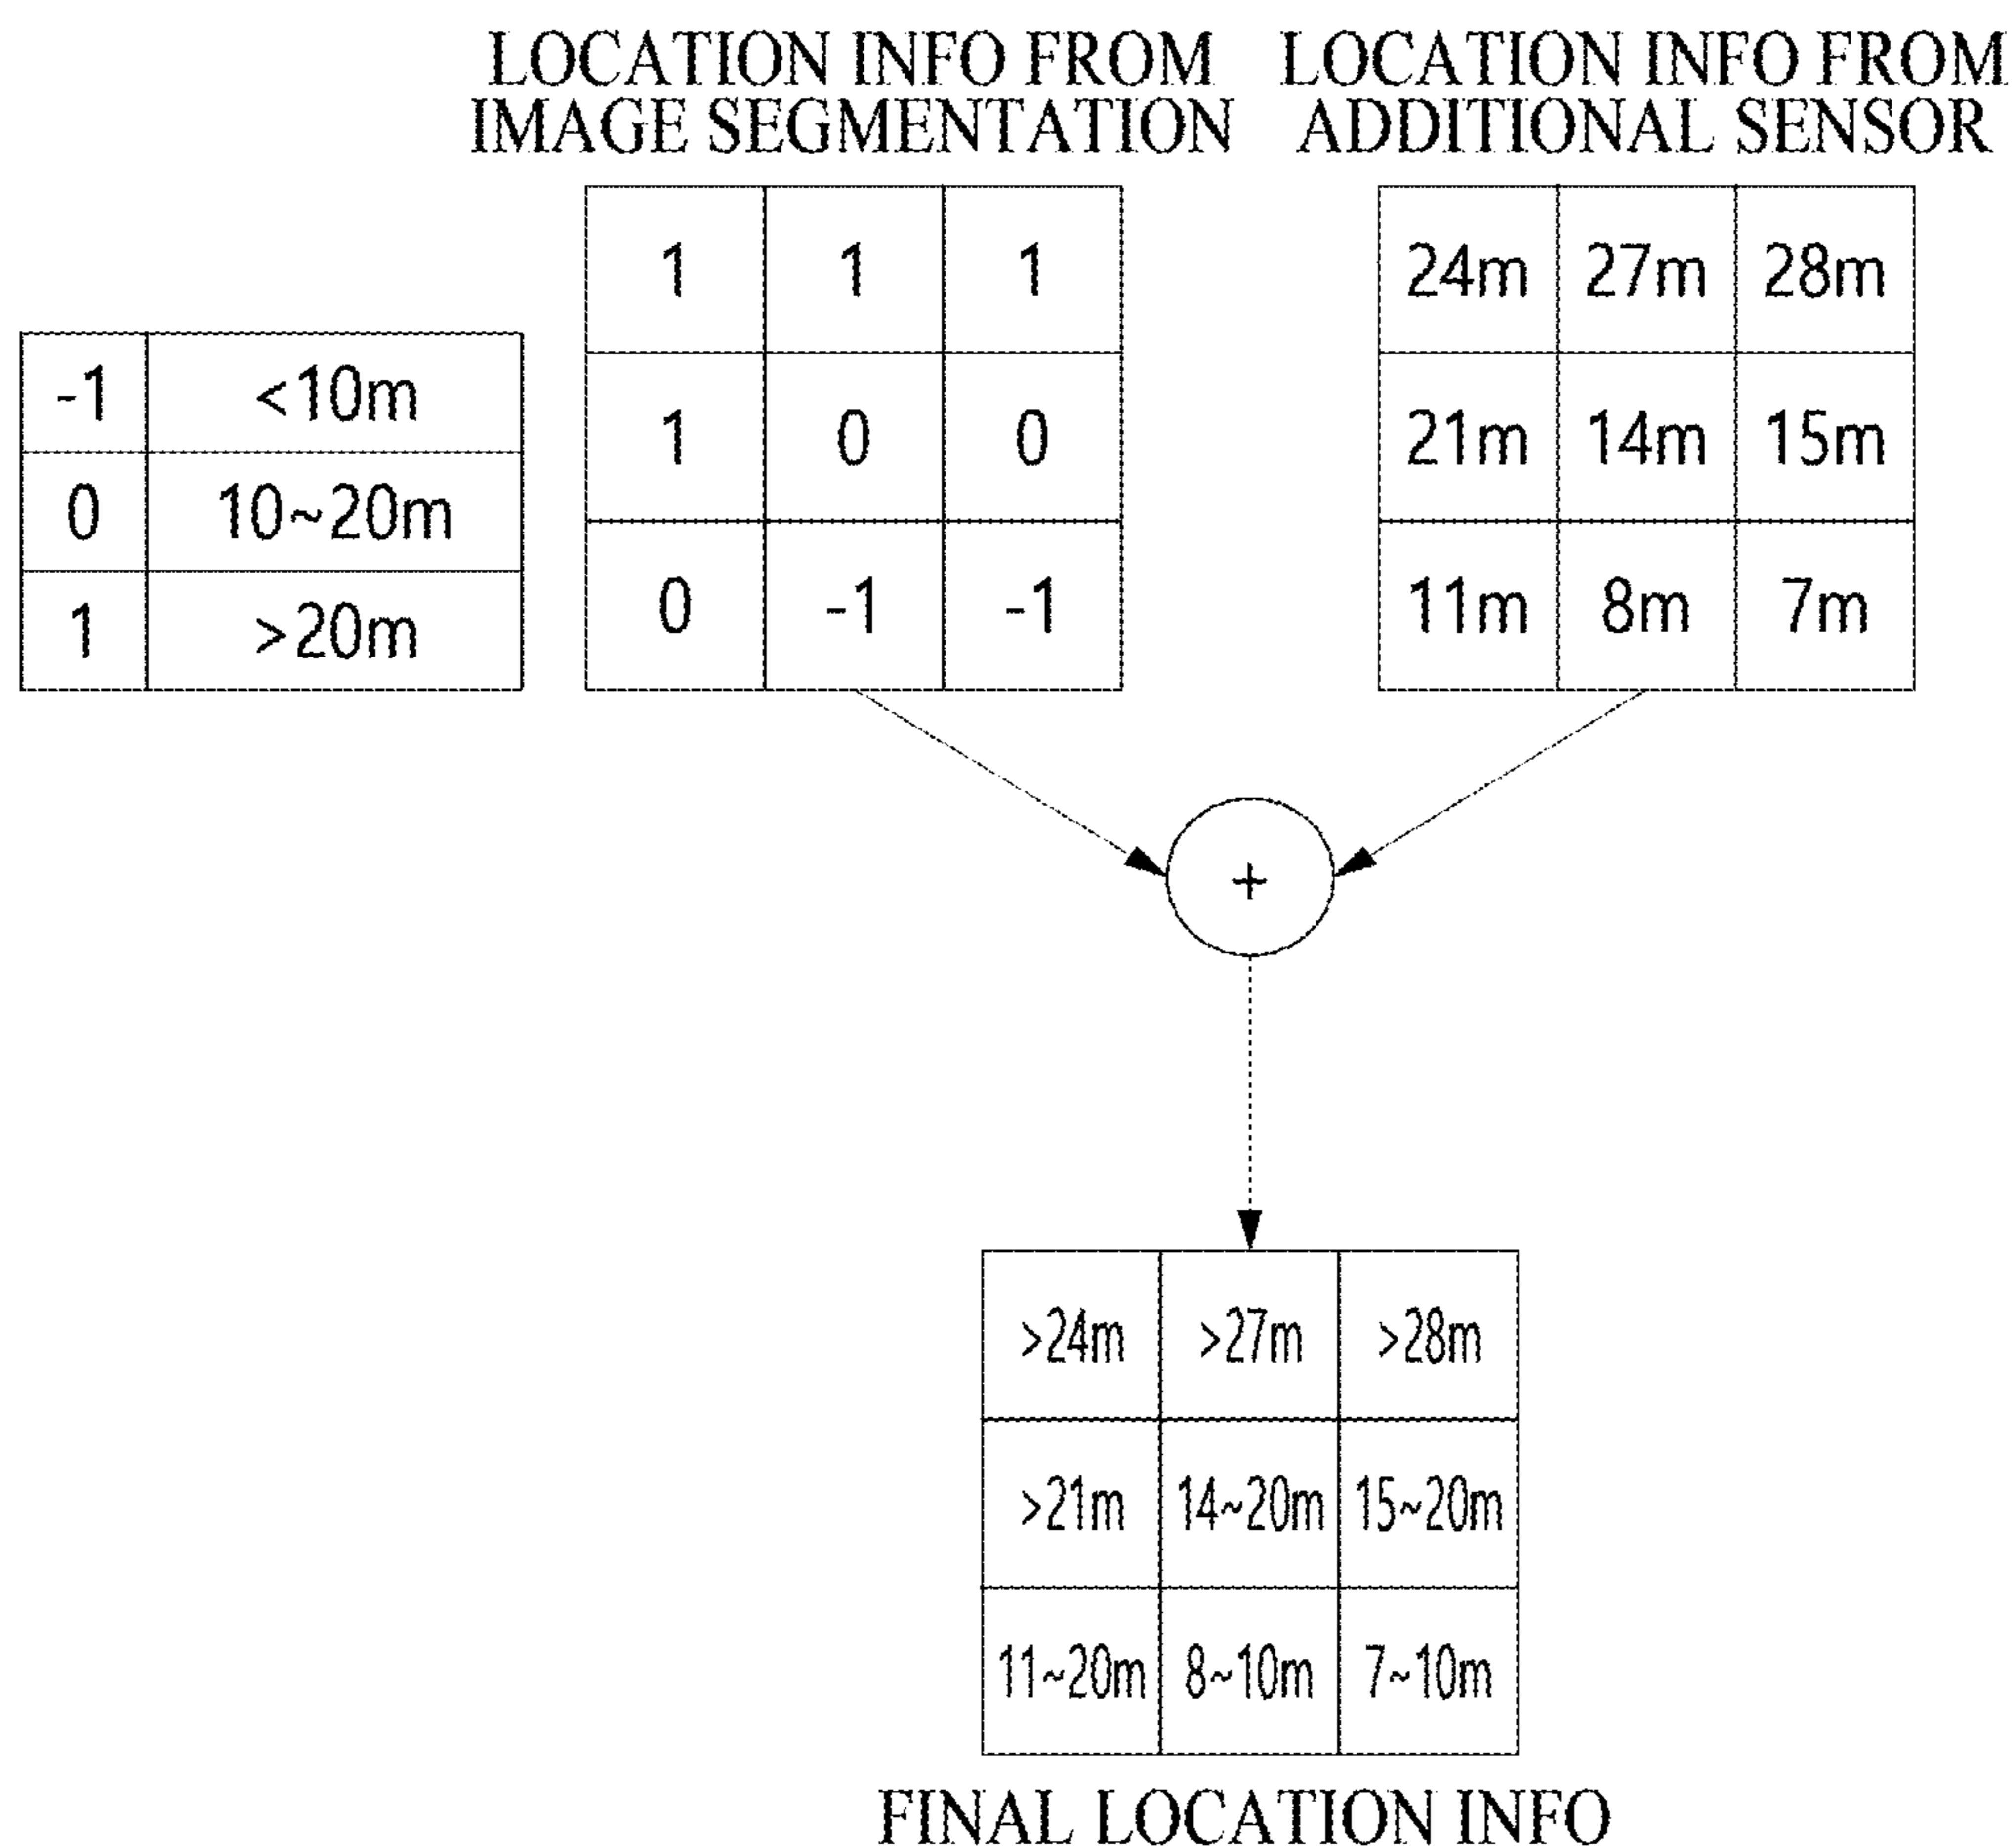 LOCATION INFO FROM
IMAGE SEGMENTATION
LOCATION INFO FROM
ADDITIONAL SENSOR
-1 <10m
0 10~20m
1 >20m
1 1 1
1 0 0
0 -1 -1
24m 27m 28m
21m 14m 15m
11m 8m 7m
+
>24m >27m >28m
>21m 14~20m 15~20m
11~20m 8~10m 7~10m
FINAL LOCATION INFO